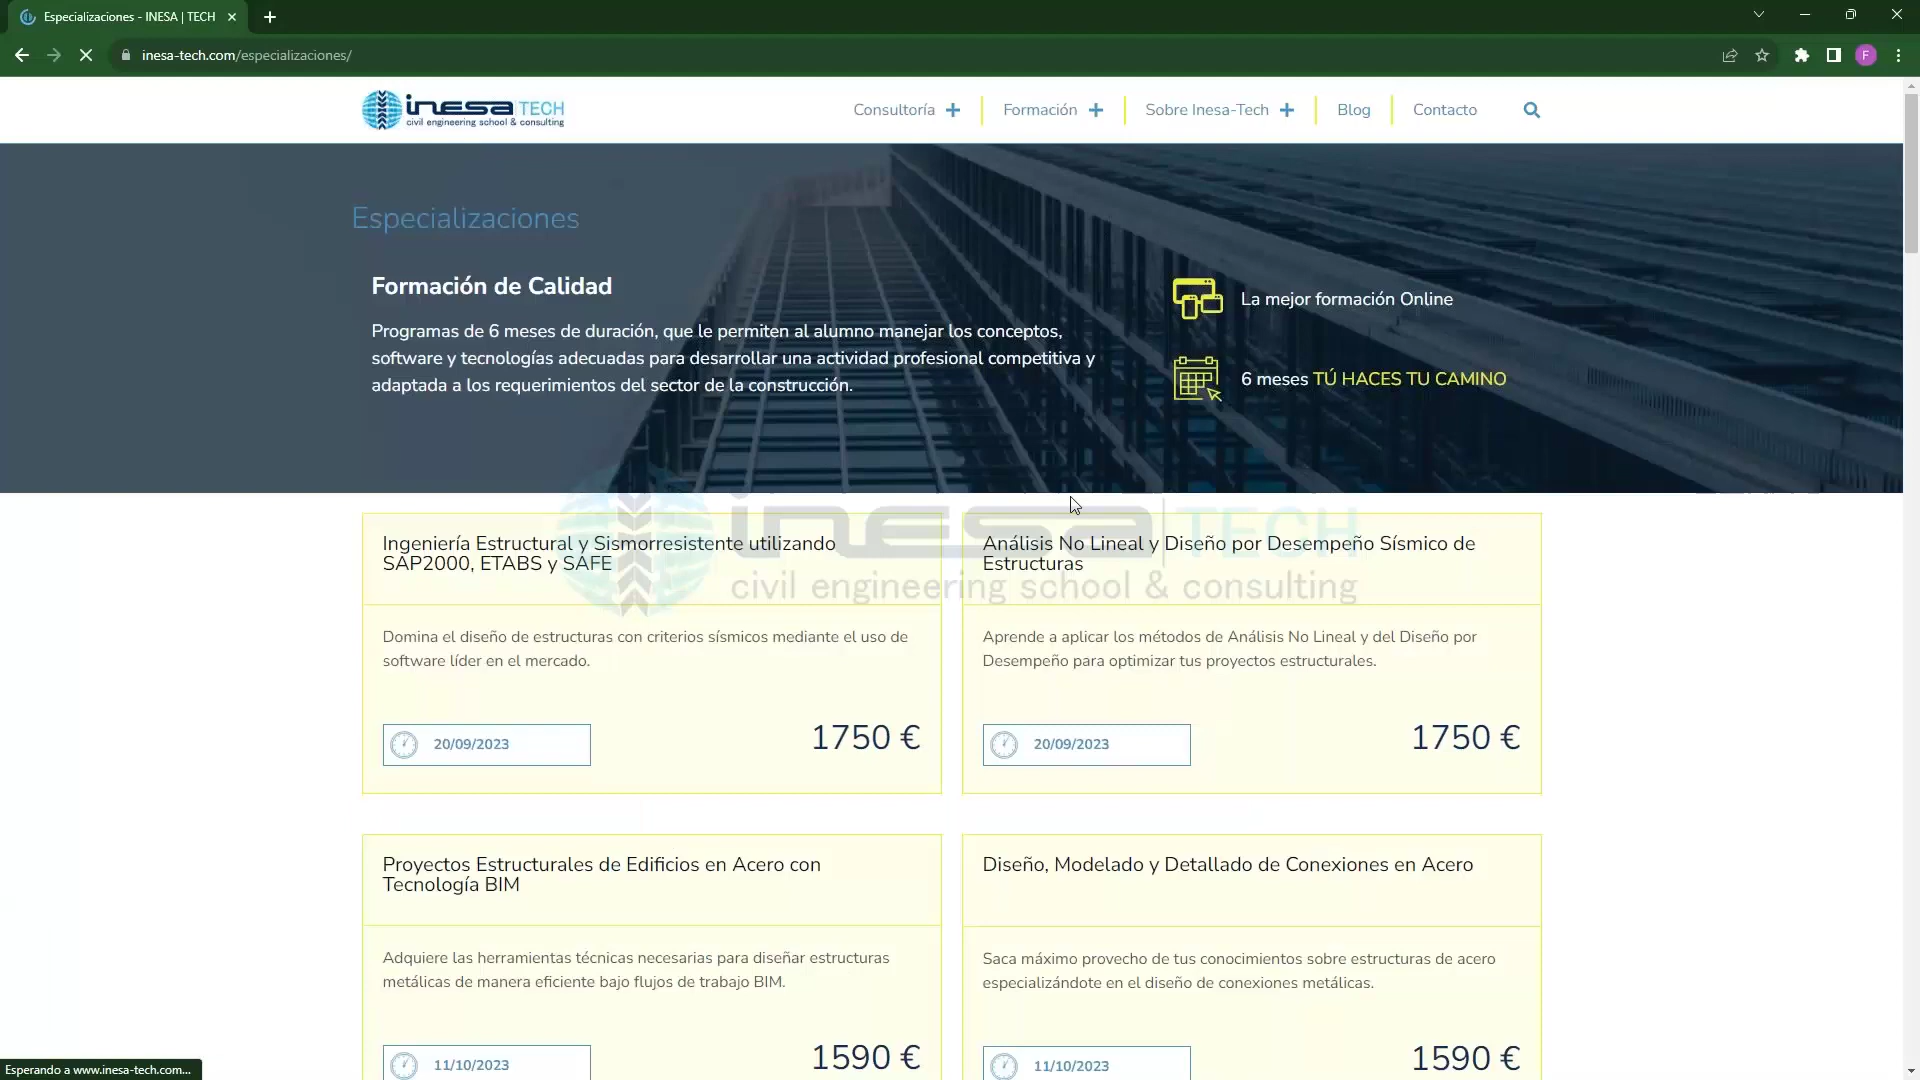 Especializaciones - INESA | TECH
inesa-tech.com/especializaciones/
F
inesa TECH
civil engineering school & consulting
Consultoría
Formación
Sobre Inesa-Tech
Blog
Contacto
Especializaciones
Formación de Calidad
Programas de 6 meses de duración, que le permiten al alumno manejar los conceptos,
software y tecnologías adecuadas para desarrollar una actividad profesional competitiva y
adaptada a los requerimientos del sector de la construcción.
La mejor formación Online
6 meses TÚ HACES TU CAMINO
inesa TECH
civil engineering school & consulting
Ingeniería Estructural y Sismorresistente utilizando
SAP2000, ETABS y SAFE
Domina el diseño de estructuras con criterios sísmicos mediante el uso de
software líder en el mercado.
20/09/2023
1750 €
Análisis No Lineal y Diseño por Desempeño Sísmico de
Estructuras
Aprende a aplicar los métodos de Análisis No Lineal y del Diseño por
Desempeño para optimizar tus proyectos estructurales.
20/09/2023
1750 €
Proyectos Estructurales de Edificios en Acero con
Tecnología BIM
Adquiere las herramientas técnicas necesarias para diseñar estructuras
metálicas de manera eficiente bajo flujos de trabajo BIM.
11/10/2023
1590 €
Diseño, Modelado y Detallado de Conexiones en Acero
Saca máximo provecho de tus conocimientos sobre estructuras de acero
especializándote en el diseño de conexiones metálicas.
11/10/2023
1590 €
Esperando a www.inesa-tech.com...